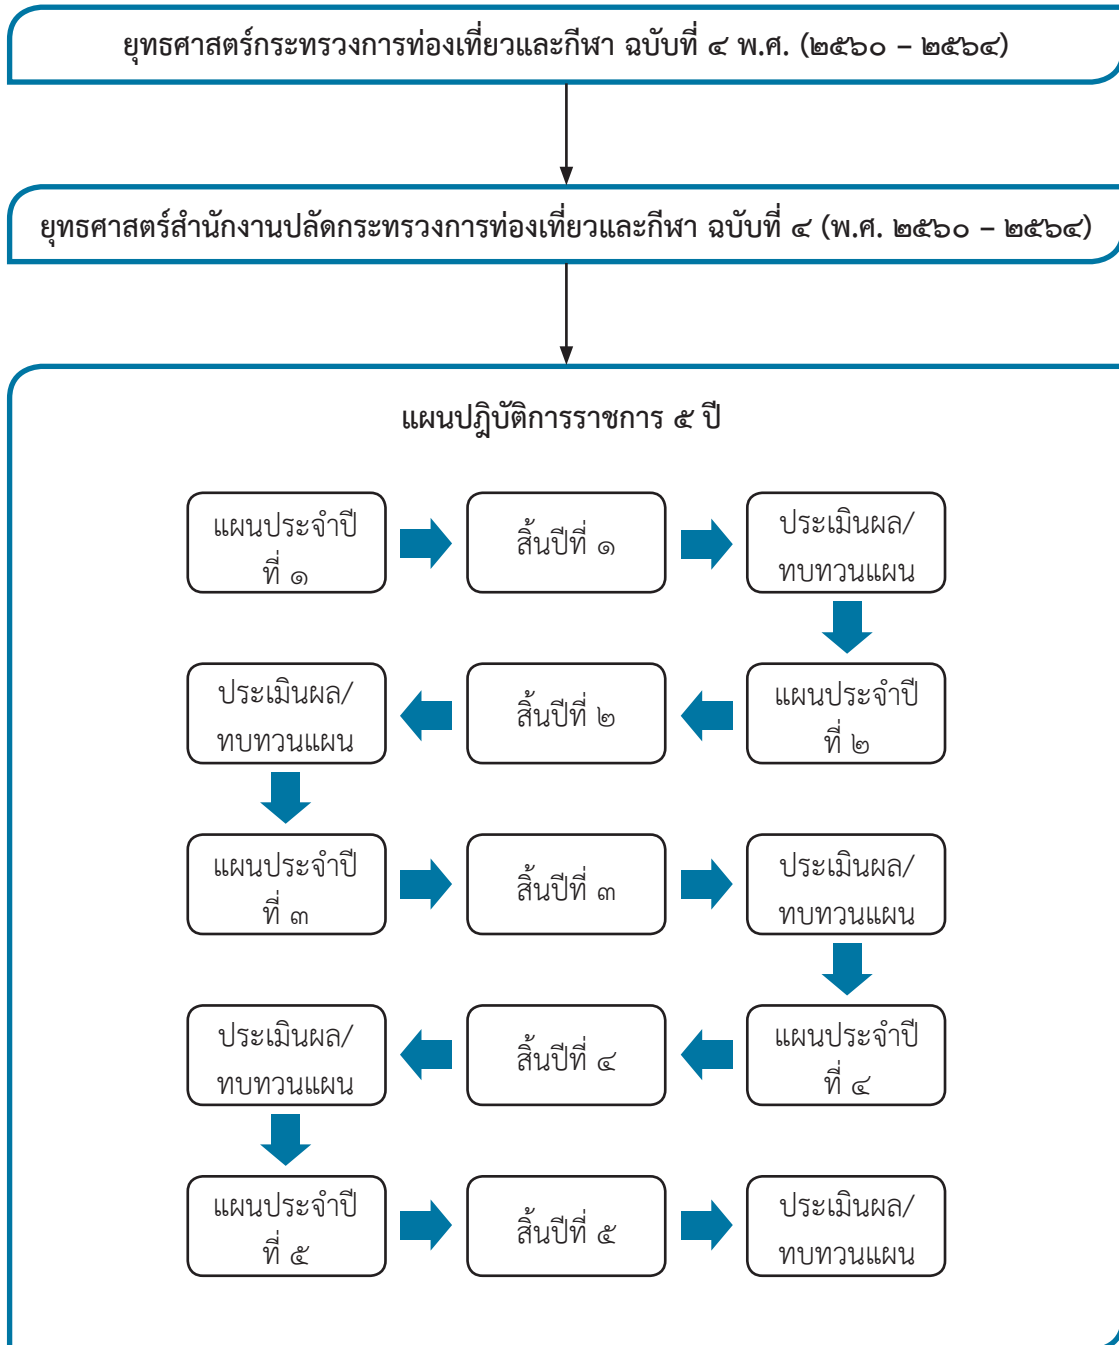 ยุทธศาสตร์กระทรวงการท่องเที่ยวและกีฬา ฉบับที่ ๔ พ.ศ. (๒๕๖๐ – ๒๕๖๔)
ยุทธศาสตร์สำนักงานปลัดกระทรวงการท่องเที่ยวและกีฬา ฉบับที่ ๔ (พ.ศ. ๒๕๖๐ – ๒๕๖๔)
แผนปฎิบัติการราชการ ๕ ปี
แผนประจำปี
ที่ ๑
สิ้นปีที่ ๑
ประเมินผล/
ทบทวนแผน
แผนประจำปี
ที่ ๒
สิ้นปีที่ ๒
ประเมินผล/
ทบทวนแผน
แผนประจำปี
ที่ ๓
สิ้นปีที่ ๓
ประเมินผล/
ทบทวนแผน
แผนประจำปี
ที่ ๔
สิ้นปีที่ ๔
ประเมินผล/
ทบทวนแผน
แผนประจำปี
ที่ ๕
สิ้นปีที่ ๕
ประเมินผล/
ทบทวนแผน